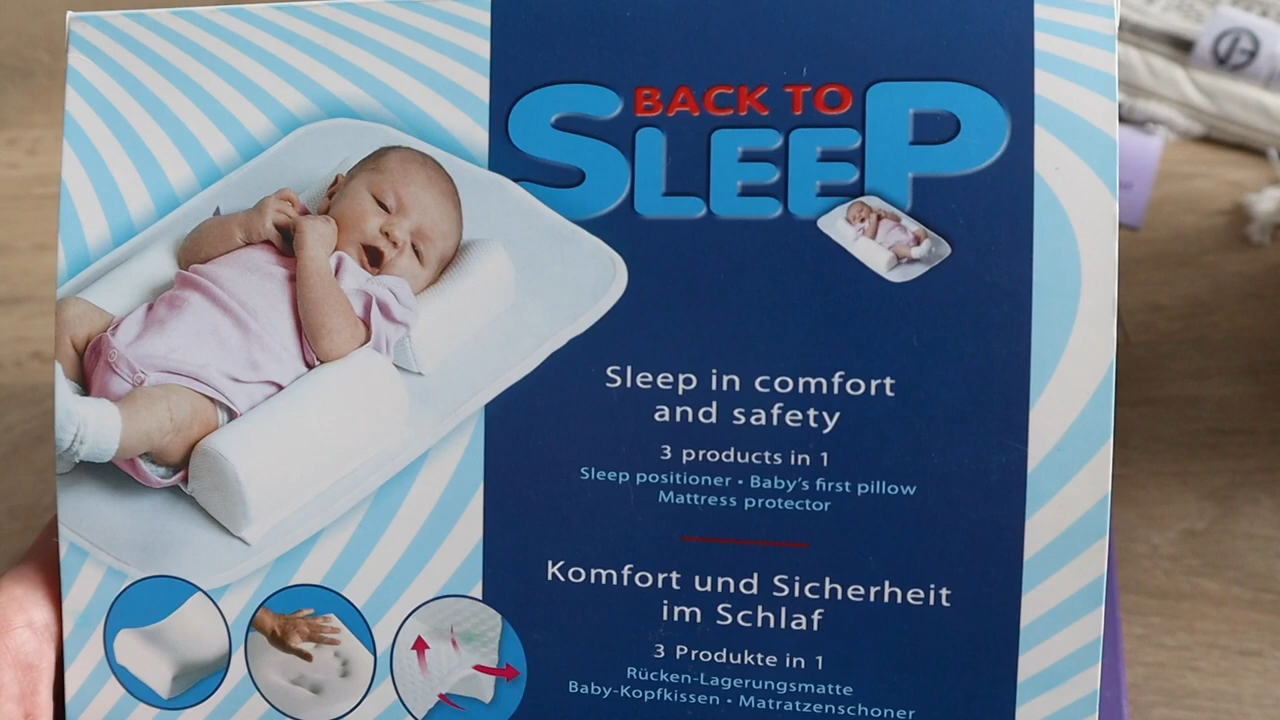 BACK TO
SLEEP
Sleep in comfort
and safety
3 products in 1
Sleep positioner • Baby's first pillow
Mattress protector
Komfort und Sicherheit
im Schlaf
3 Produkte in 1
Rücken-Lagerungsmatte
Baby-Kopfkissen • Matratzenschoner